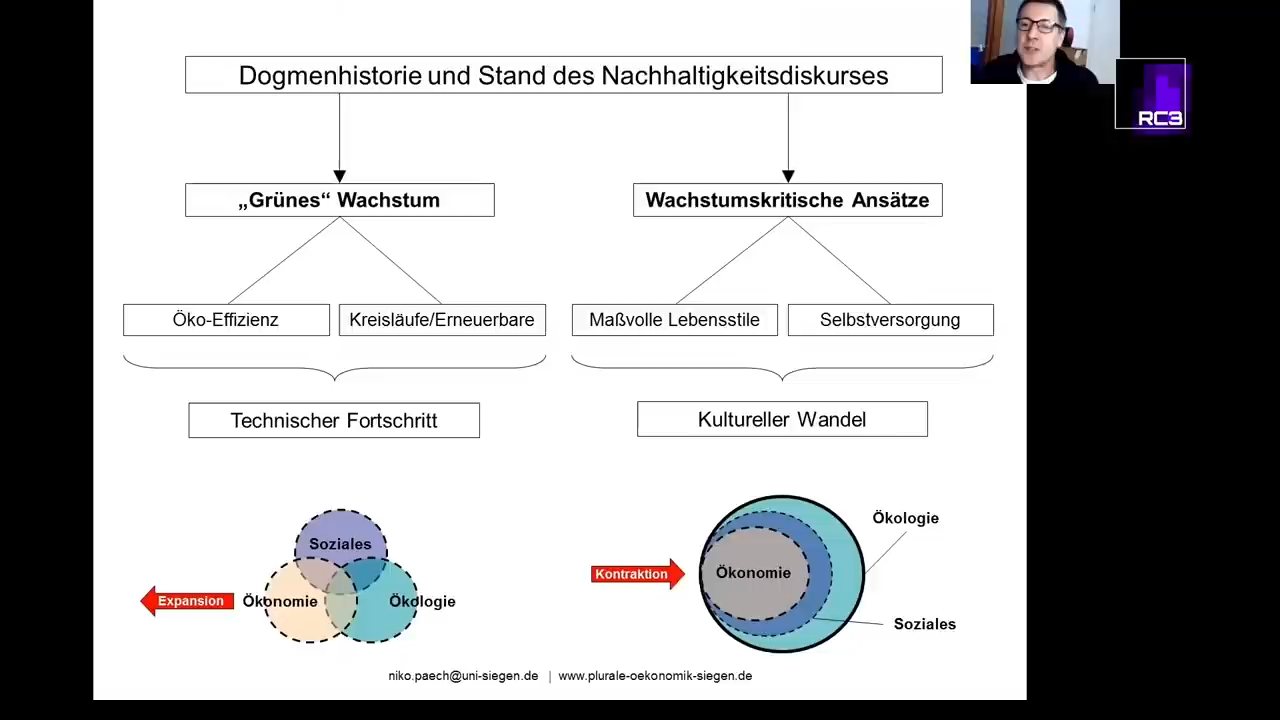 Dogmenhistorie und Stand des Nachhaltigkeitsdiskurses
RC3
„Grünes“ Wachstum
Wachstumskritische Ansätze
Öko-Effizienz
Kreisläufe/Erneuerbare
Maßvolle Lebensstile
Selbstversorgung
Technischer Fortschritt
Kultureller Wandel
Soziales
Expansion
Ökonomie
Ökologie
Kontraktion
Ökonomie
Ökologie
Soziales
niko.paech@uni-siegen.de | www.plurale-oekonomik-siegen.de